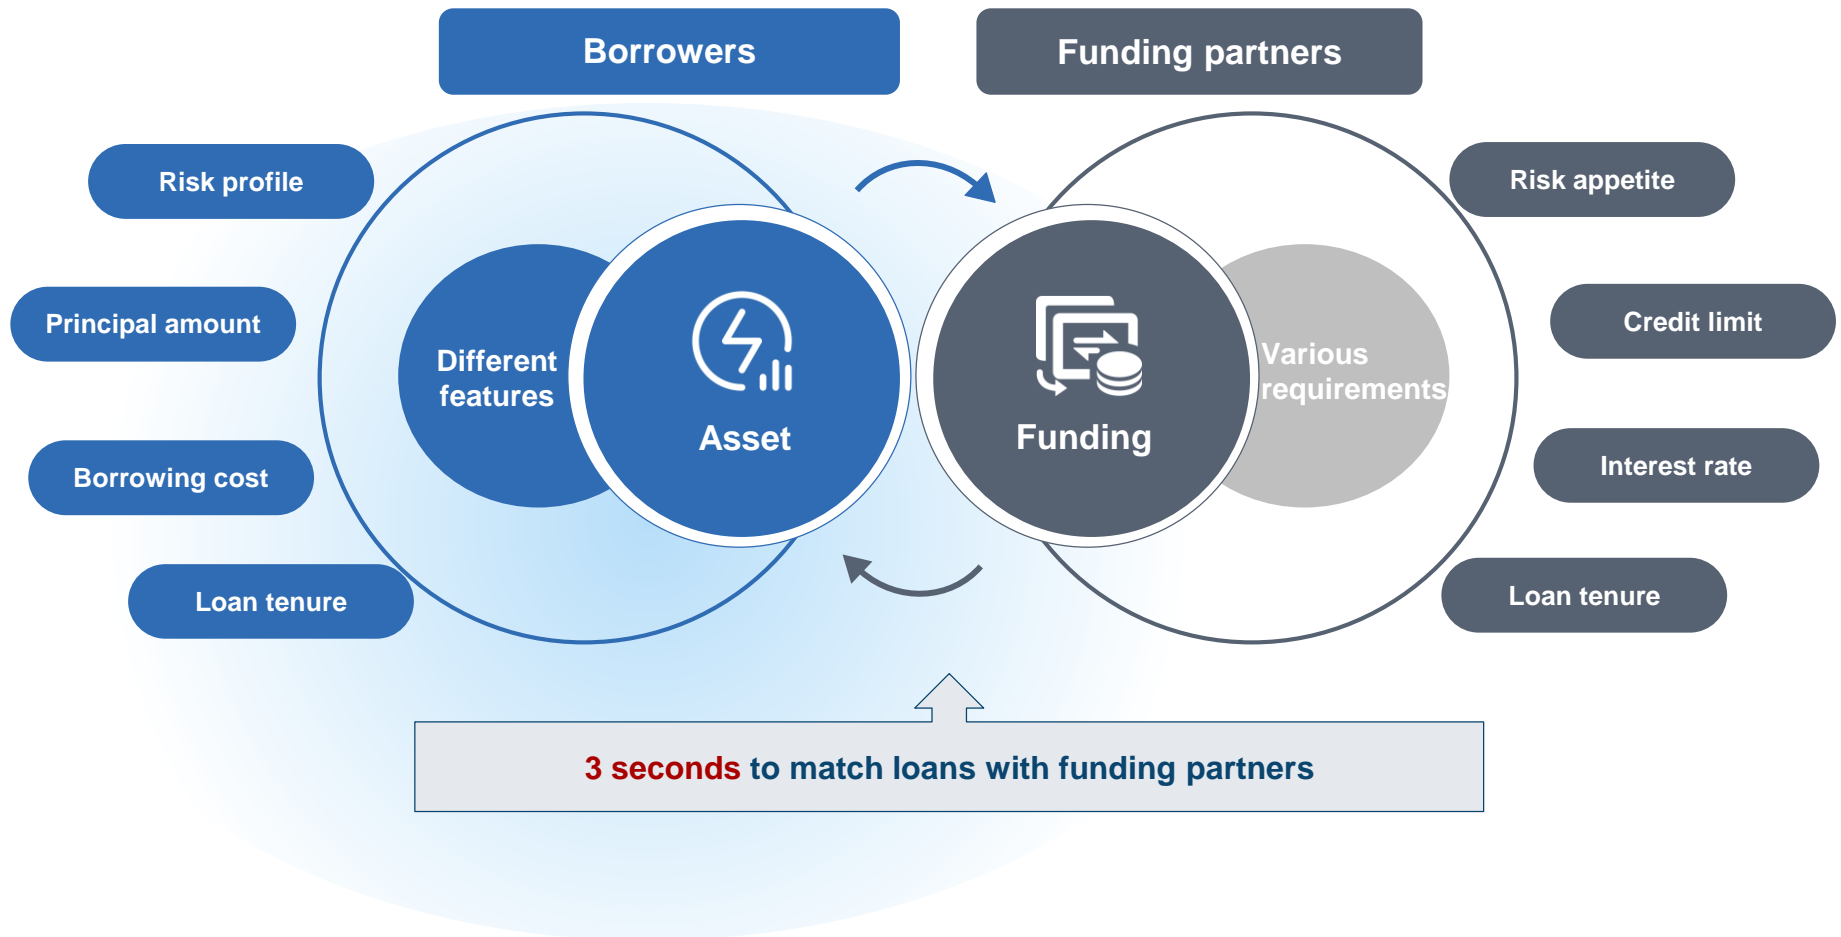 Borrowers
Funding partners
Risk profile
Principal amount
Borrowing cost
Loan tenure
Different
features
Asset
Funding
Various
requirements
Risk appetite
Credit limit
Interest rate
Loan tenure
3 seconds to match loans with funding partners